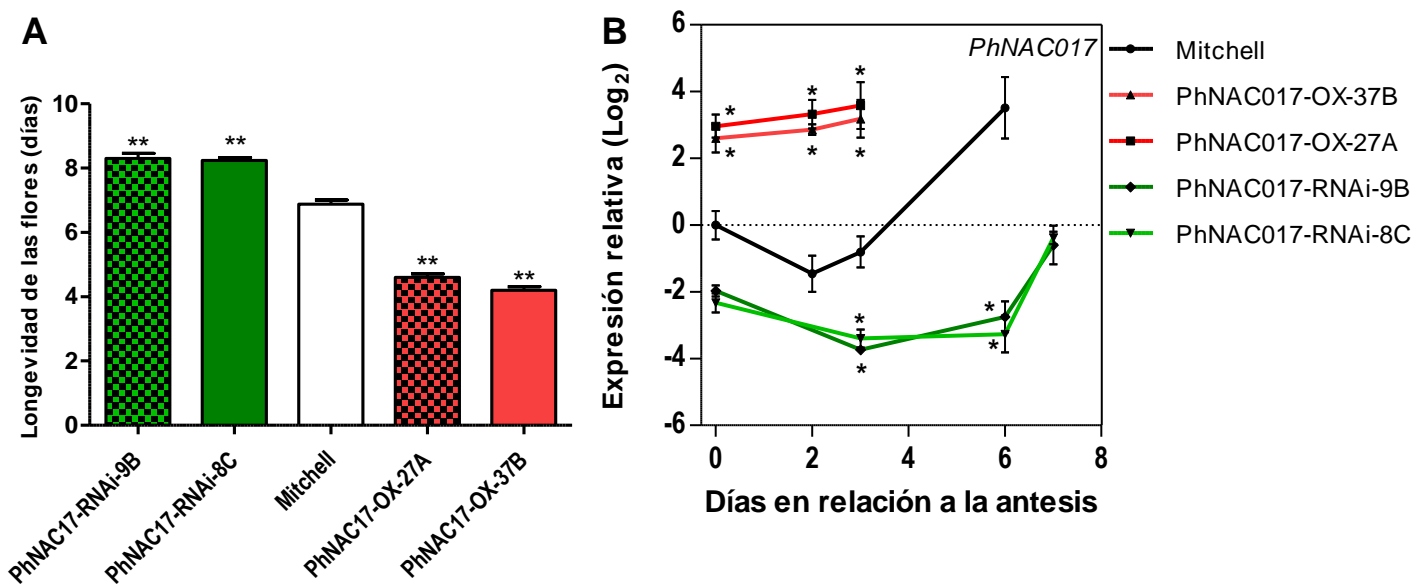 A
Longevidad de las flores (días)
10
8
6
4
2
0
**
**
**
**
PhNAC17-RNAi-9B
PhNAC17-RNAi-8C
Mitchell
PhNAC17-OX-27A
PhNAC17-OX-37B
B
PhNAC017
Expresión relativa (Log2)
6
4
2
0
-2
-4
-6
*
*
*
*
*
*
*
*
*
*
0
2
4
6
8
Días en relación a la antesis
Mitchell
PhNAC017-OX-37B
PhNAC017-OX-27A
PhNAC017-RNAi-9B
PhNAC017-RNAi-8C